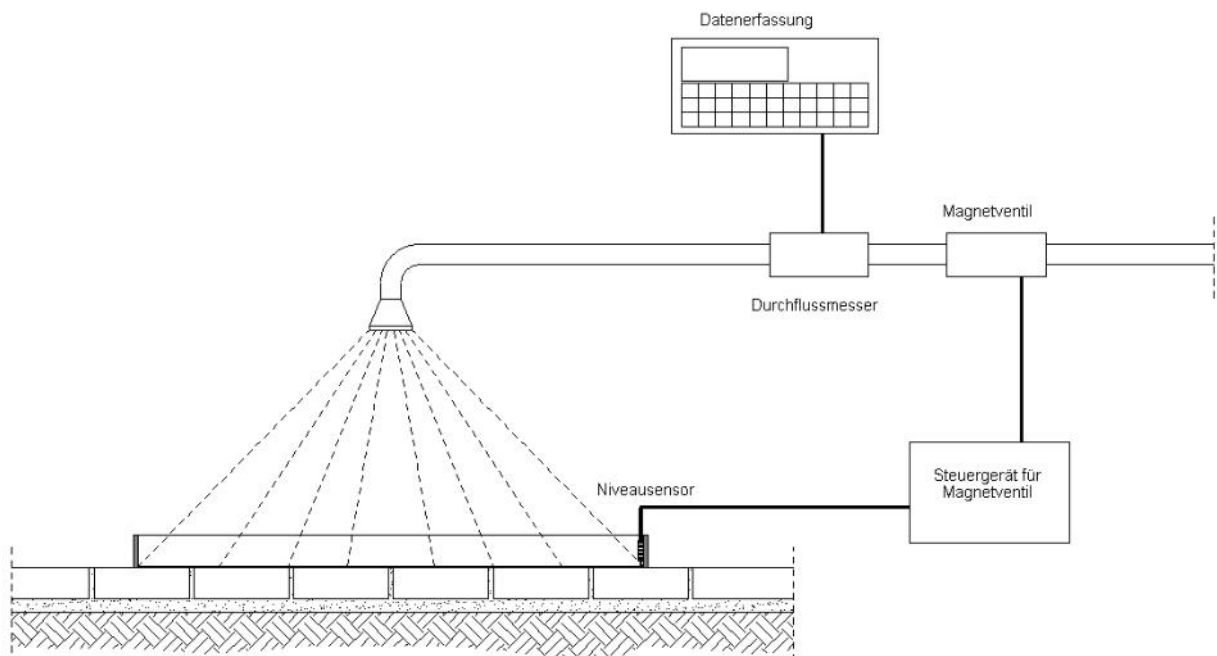 Datenerfassung
Magnetventil
Durchflussmesser
Steuergerät für
Magnetventil
Niveausensor